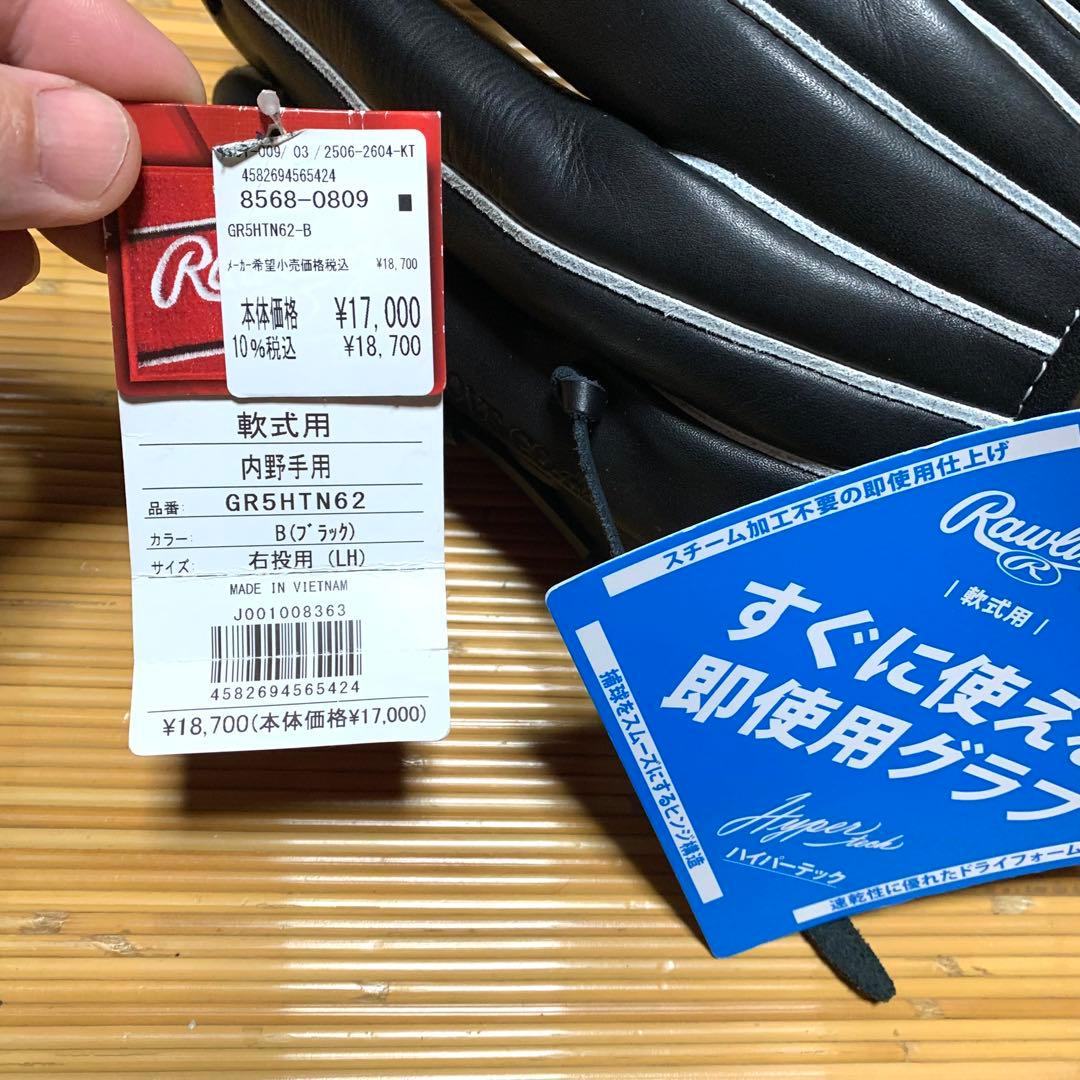 009/ 03 /2506-2604-KT
4582694565424
8568-0809 ■
GR5HTN62-B
メーカー希望小売価格税込 ¥18,700
本体価格 ¥17,000
10%税込 ¥18,700
軟式用
内野手用
品番: GR5HTN62
カラー: B(ブラック)
サイズ: 右投用 (LH)
MADE IN VIETNAM
J001008363
4582694565424
¥18,700(本体価格¥17,000)
スチーム加工不要の即使用仕上げ
Rawlin
R
| 軟式用 |
すぐに使え
即使用グラブ
捕球をスムーズにするヒンジ構造
Hyper tech
ハイパーテック
速乾性に優れたドライフォーム